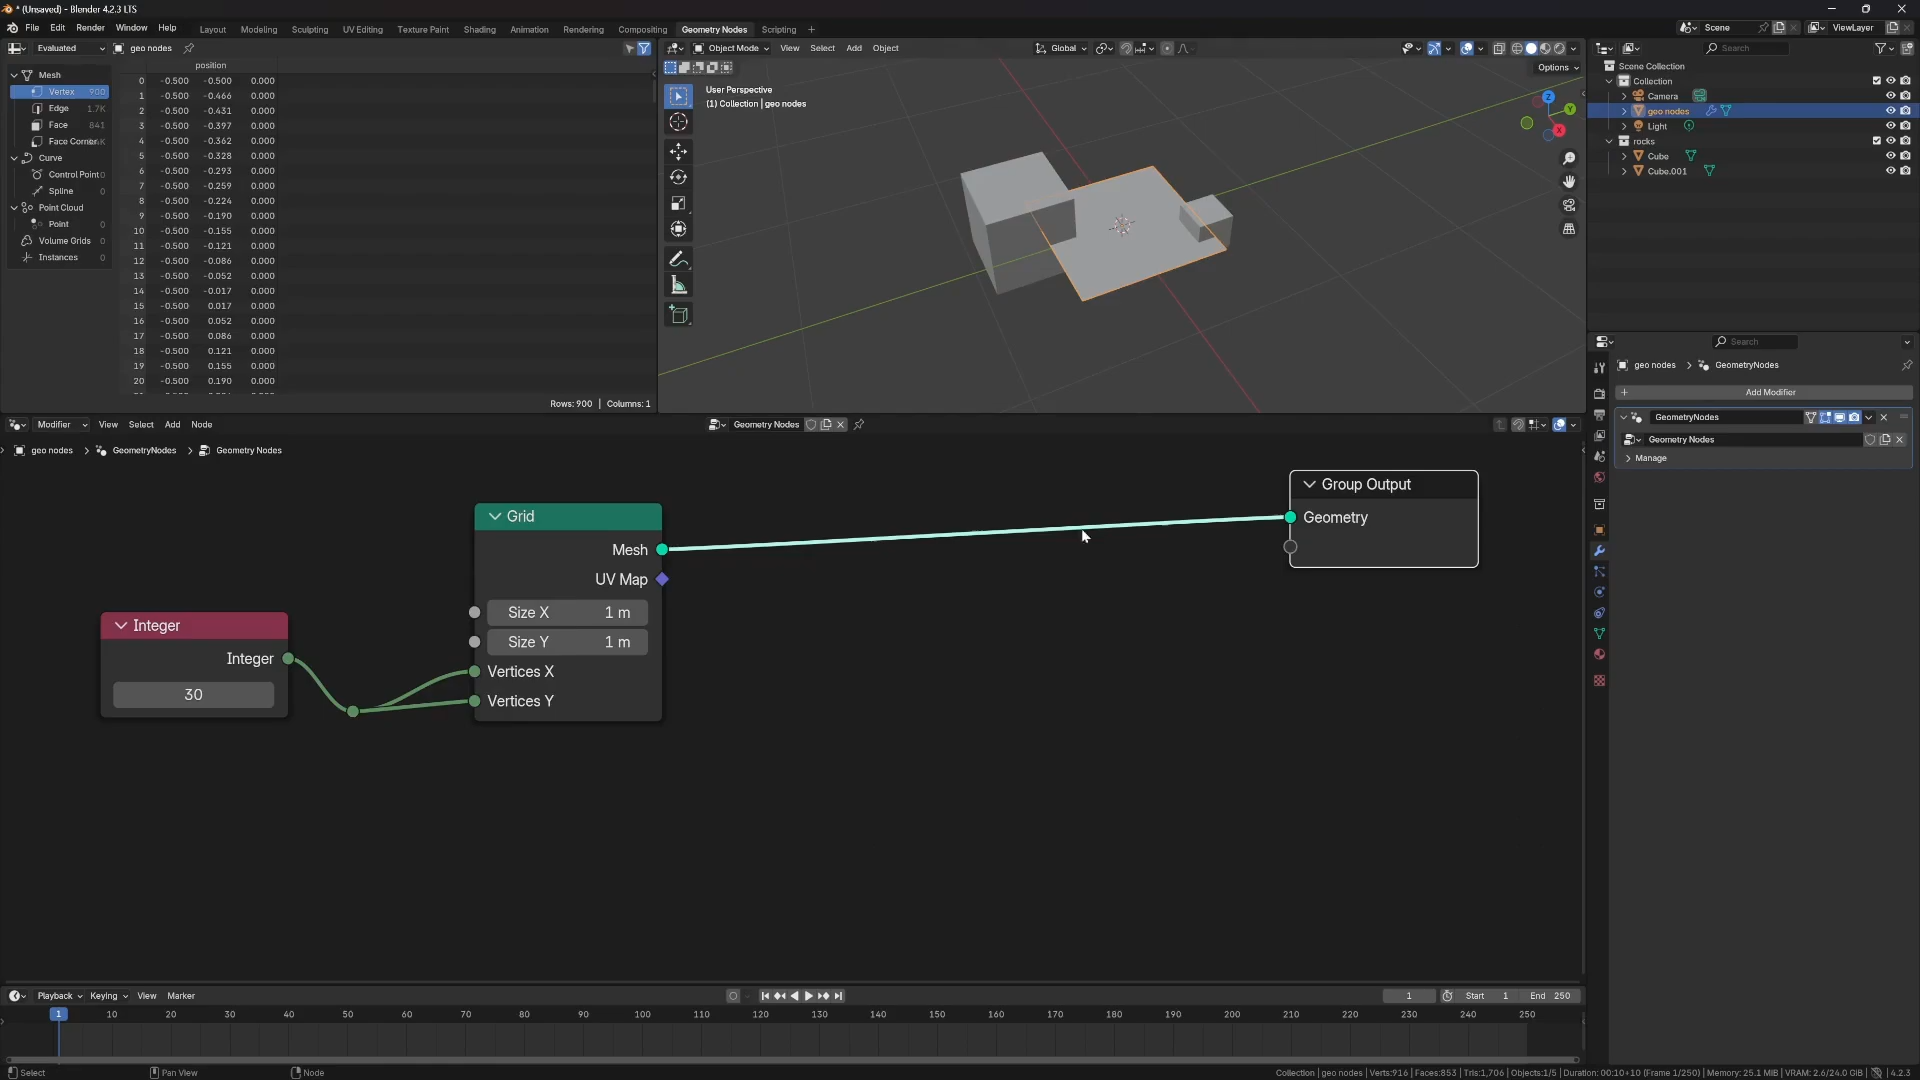 * (Unsaved) - Blender 4.2.3 LTS
File Edit Render Window Help Layout Modeling Sculpting UV Editing Texture Paint Shading Animation Rendering Compositing Geometry Nodes Scripting + Scene ViewLayer
Evaluated geo nodes
Object Mode View Select Add Object Global
Search
Options
position
Mesh
Vertex 900
Edge 1.7K
Face 841
Face Corner
Curve
Control Point 0
Spline 0
Point Cloud
Point 0
Volume Grids 0
Instances 0
0 -0.500 -0.500 0.000
1 -0.500 -0.466 0.000
2 -0.500 -0.431 0.000
3 -0.500 -0.397 0.000
4 -0.500 -0.362 0.000
5 -0.500 -0.328 0.000
6 -0.500 -0.293 0.000
7 -0.500 -0.259 0.000
8 -0.500 -0.224 0.000
9 -0.500 -0.190 0.000
10 -0.500 -0.155 0.000
11 -0.500 -0.121 0.000
12 -0.500 -0.086 0.000
13 -0.500 -0.052 0.000
14 -0.500 -0.017 0.000
15 -0.500 0.017 0.000
16 -0.500 0.052 0.000
17 -0.500 0.086 0.000
18 -0.500 0.121 0.000
19 -0.500 0.155 0.000
20 -0.500 0.190 0.000
Rows: 900 | Columns: 1
User Perspective
(1) Collection | geo nodes
Z
Y
X
Scene Collection
Collection
Camera
geo nodes
Light
rocks
Cube
Cube.001
Search
geo nodes GeometryNodes
Add Modifier
GeometryNodes
Geometry Nodes
Manage
Modifier View Select Add Node Geometry Nodes
geo nodes GeometryNodes Geometry Nodes
Integer
Integer
30
Grid
Mesh
UV Map
Size X 1 m
Size Y 1 m
Vertices X
Vertices Y
Group Output
Geometry
Playback Keying View Marker 1 Start 1 End 250
1 10 20 30 40 50 60 70 80 90 100 110 120 130 140 150 160 170 180 190 200 210 220 230 240 250
Select Pan View Node Collection | geo nodes | Verts:916 | Faces:853 | Tris:1,706 | Objects:1/5 | Duration: 00:10+10 (Frame 1/250) | Memory: 25.1 MiB | VRAM: 2.6/24.0 GiB 4.2.3